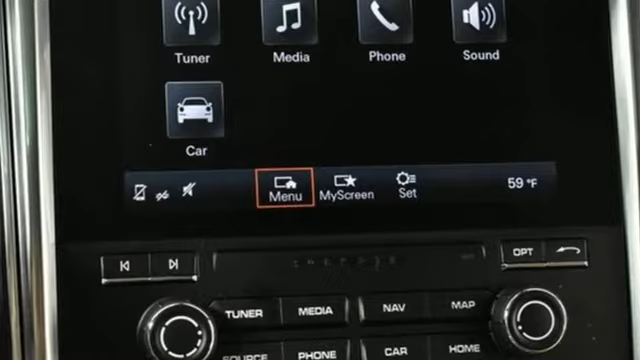 Tuner Media Phone Sound
Car
Menu MyScreen Set 59 °F
OPT
TUNER MEDIA NAV MAP
SOURCE PHONE CAR HOME